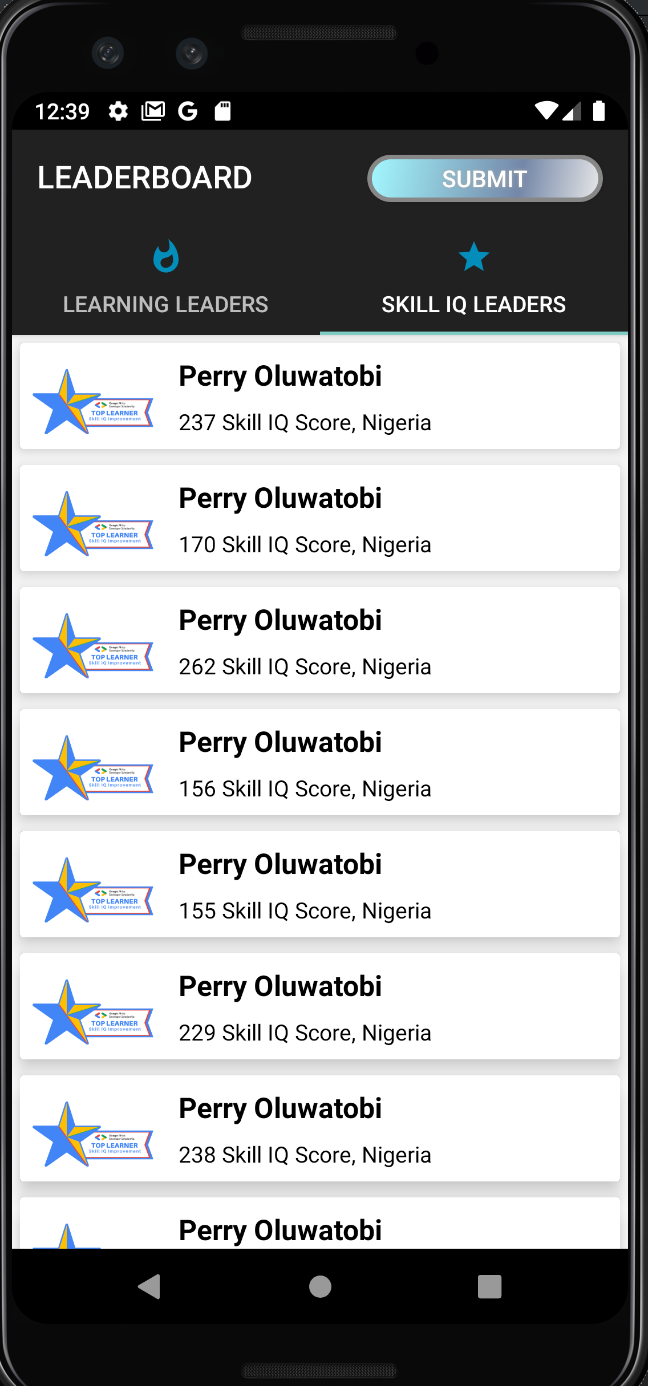 12:39
LEADERBOARD
SUBMIT
LEARNING LEADERS
SKILL IQ LEADERS
Perry Oluwatobi
TOP LEARNER
Skill IQ Improvement
237 Skill IQ Score, Nigeria
Perry Oluwatobi
TOP LEARNER
Skill IQ Improvement
170 Skill IQ Score, Nigeria
Perry Oluwatobi
TOP LEARNER
Skill IQ Improvement
262 Skill IQ Score, Nigeria
Perry Oluwatobi
TOP LEARNER
Skill IQ Improvement
156 Skill IQ Score, Nigeria
Perry Oluwatobi
TOP LEARNER
Skill IQ Improvement
155 Skill IQ Score, Nigeria
Perry Oluwatobi
TOP LEARNER
Skill IQ Improvement
229 Skill IQ Score, Nigeria
Perry Oluwatobi
TOP LEARNER
Skill IQ Improvement
238 Skill IQ Score, Nigeria
Perry Oluwatobi